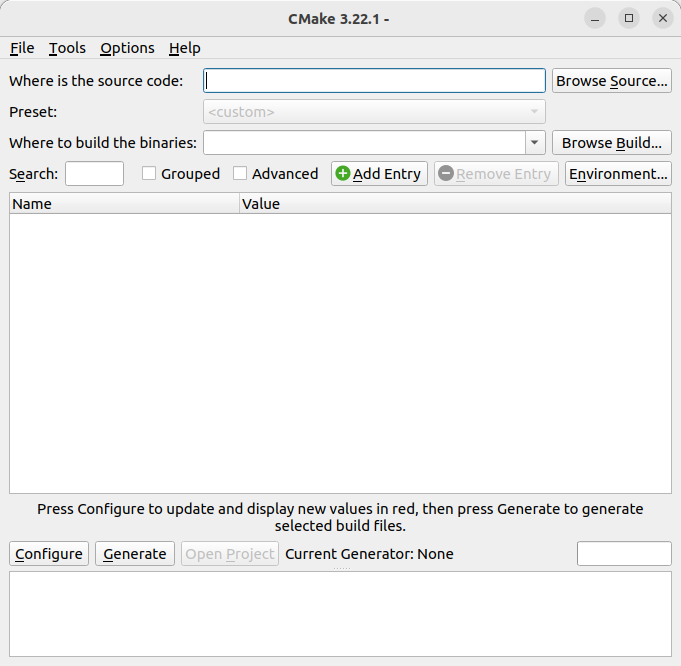 CMake 3.22.1 -
File Tools Options Help
Where is the source code: Browse Source...
Preset: <custom>
Where to build the binaries: Browse Build...
Search: Grouped Advanced Add Entry Remove Entry Environment...
Name Value
Press Configure to update and display new values in red, then press Generate to generate
selected build files.
Configure Generate Open Project Current Generator: None